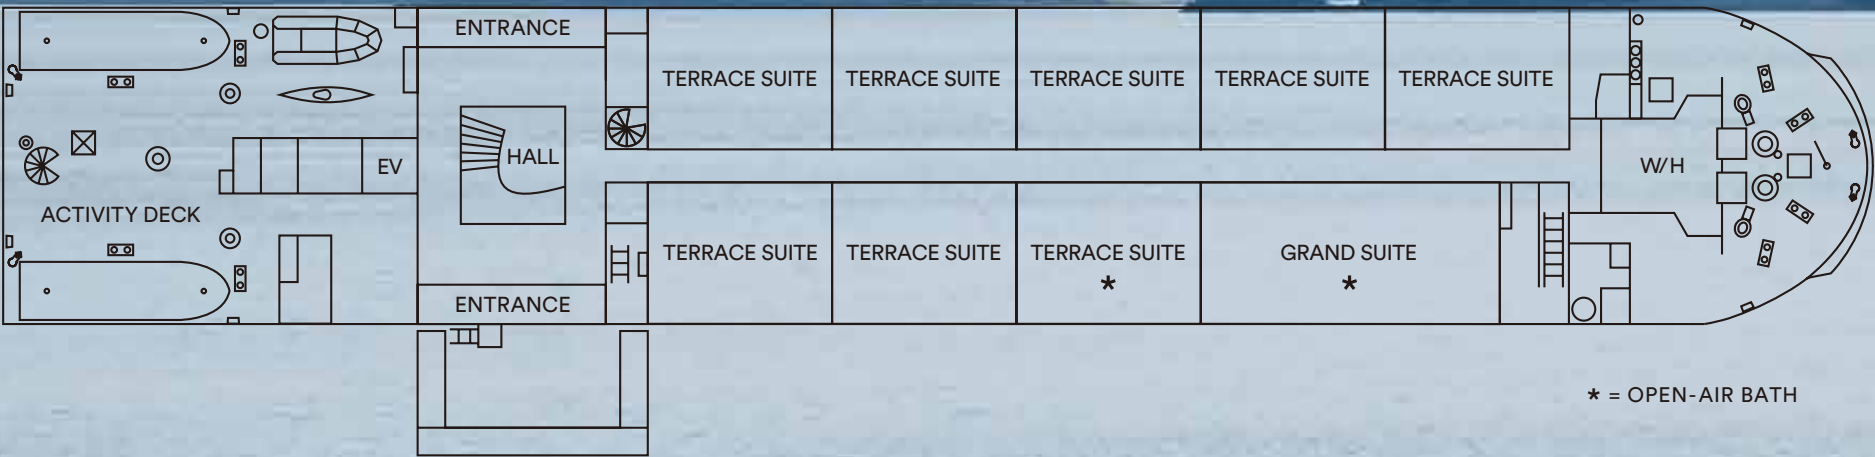 ENTRANCE
TERRACE SUITE
TERRACE SUITE
TERRACE SUITE
TERRACE SUITE
TERRACE SUITE
HALL
EV
W/H
ACTIVITY DECK
TERRACE SUITE
TERRACE SUITE
TERRACE SUITE
*
GRAND SUITE
*
ENTRANCE
* = OPEN-AIR BATH